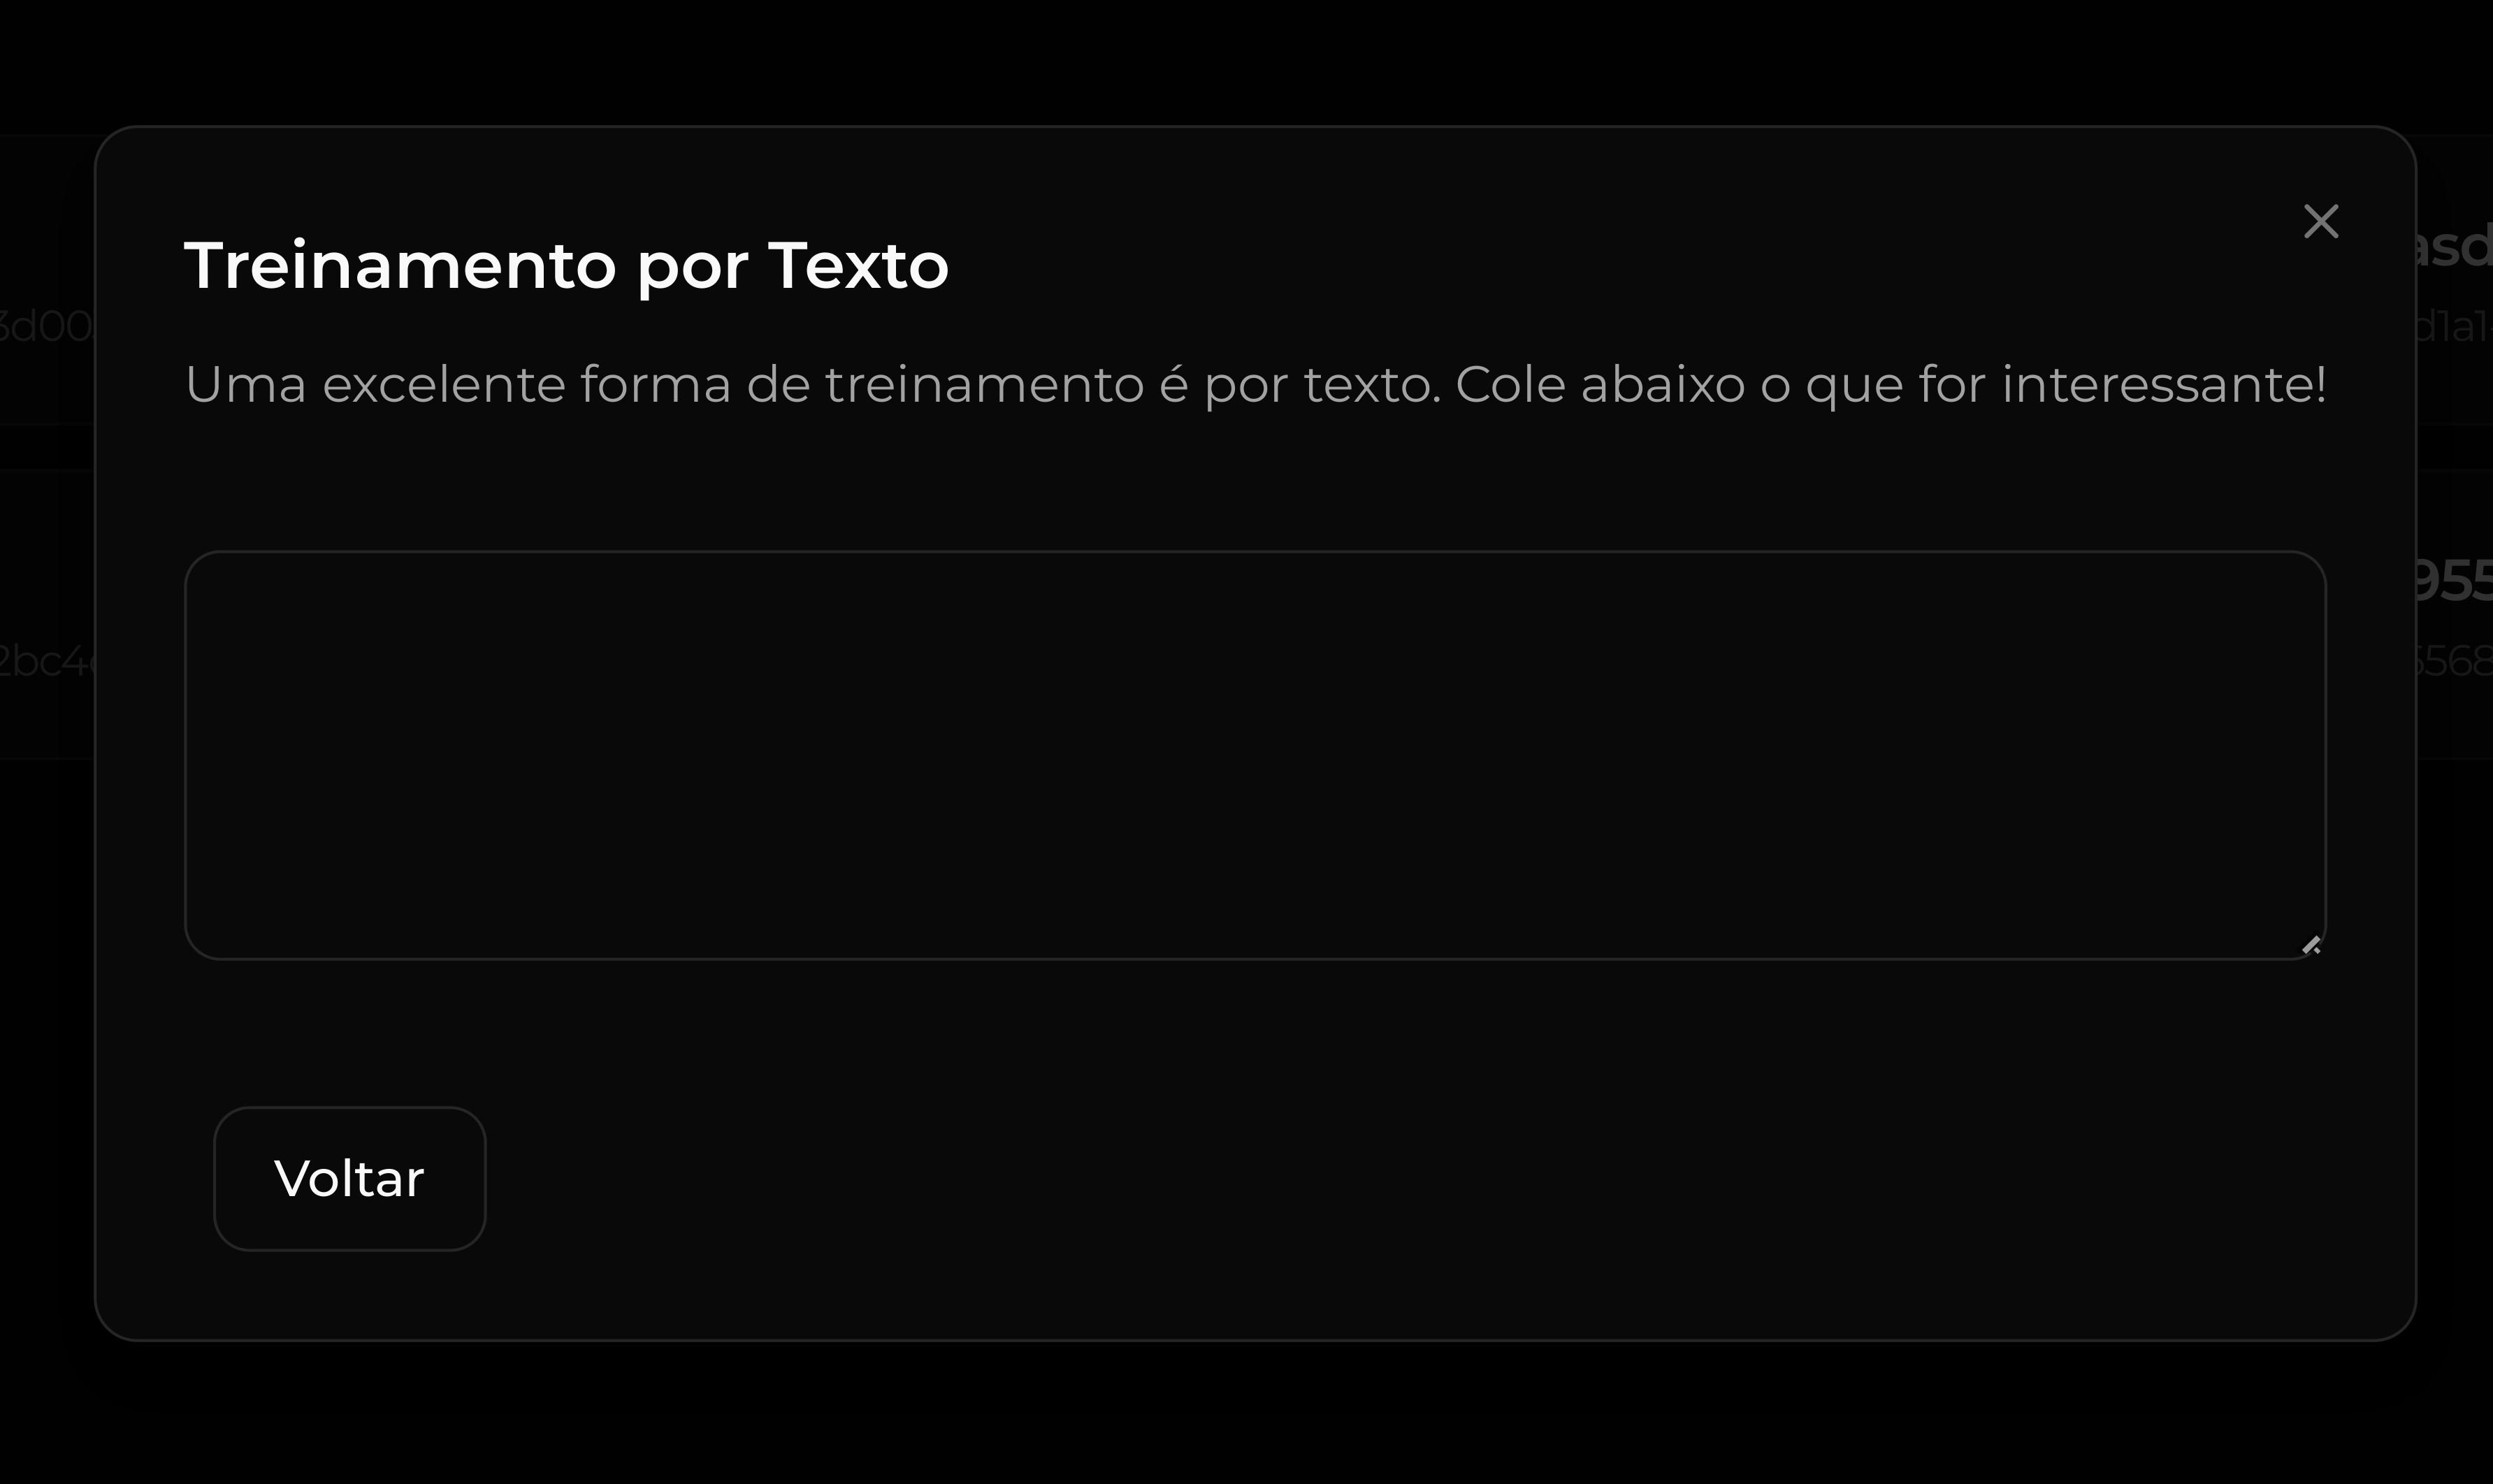 Treinamento por Texto
Uma excelente forma de treinamento é por texto. Cole abaixo o que for interessante!
Voltar